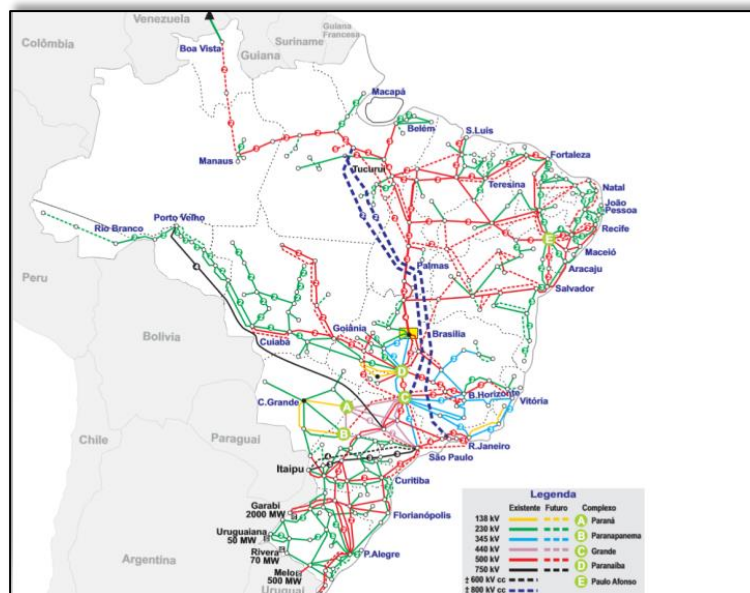 Venezuela
Guiana
Francesa
Suriname
Colômbia
Boa Vista
Guiana
Macapá
Belém
S.Luis
Manaus
Fortaleza
Tucuruí
Teresina
Natal
João
Pessoa
Rio Branco
Porto Velho
E
Recife
Maceió
Palmas
Aracaju
Peru
Salvador
Goiânia
Brasília
Bolívia
Cuiabá
D
C.Grande
A
C
B.Horizonte
Vitória
B
Chile
Paraguai
R.Janeiro
São Paulo
Itaipu
Curitiba
Garabi
2000 MW
Florianópolis
Uruguaiana
50 MW
Rivera
70 MW
P.Alegre
Melo
500 MW
Argentina
Uruguai
Legenda
Existente Futuro Complexo
138 kV A Paraná
230 kV B Paranapanema
345 kV C Grande
440 kV D Paranaíba
500 kV E Paulo Afonso
750 kV
± 600 kV cc
± 800 kV cc